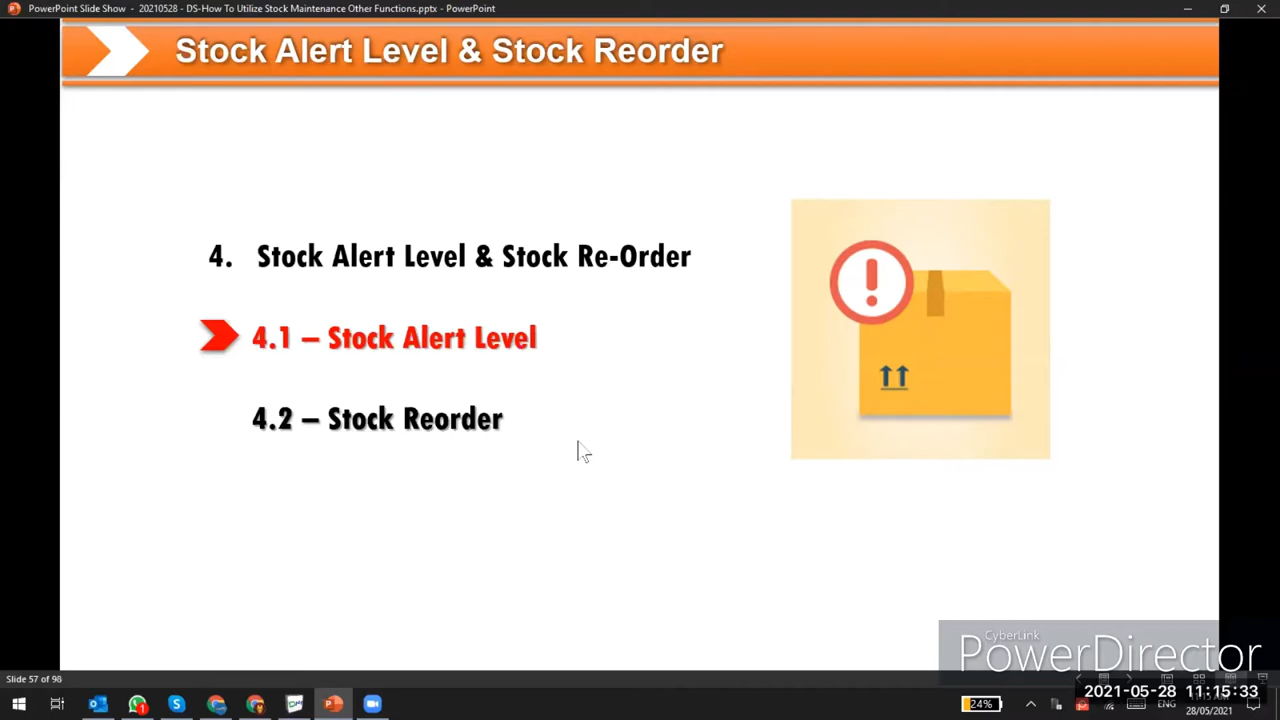 PowerPoint Slide Show - 20210528 - DS-How To Utilize Stock Maintenance Other Functions.pptx - PowerPoint
Stock Alert Level & Stock Reorder
4. Stock Alert Level & Stock Re-Order
4.1 – Stock Alert Level
4.2 – Stock Reorder
CyberLink
PowerDirector
Slide 57 of 98
24%
ENG
2021-05-28 11:15:33
28/05/2021